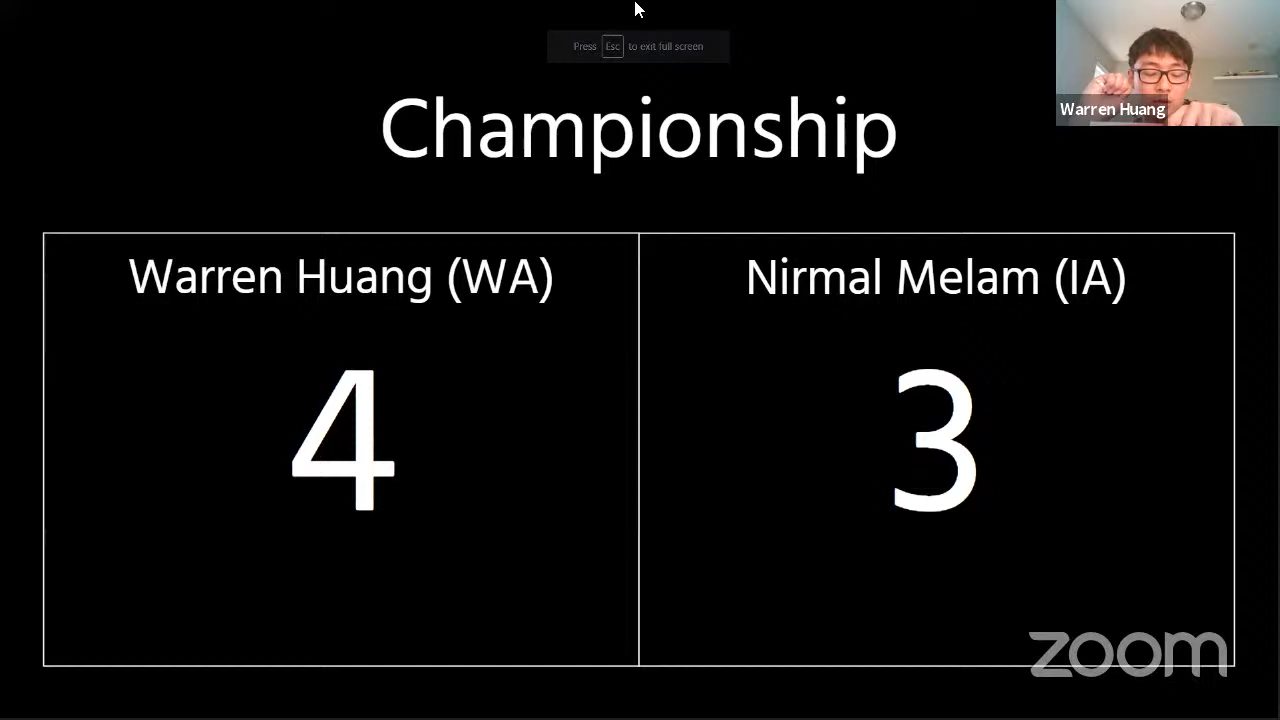 Press Esc to exit full screen
Warren Huang
Championship
Warren Huang (WA)
Nirmal Melam (IA)
4
3
zoom